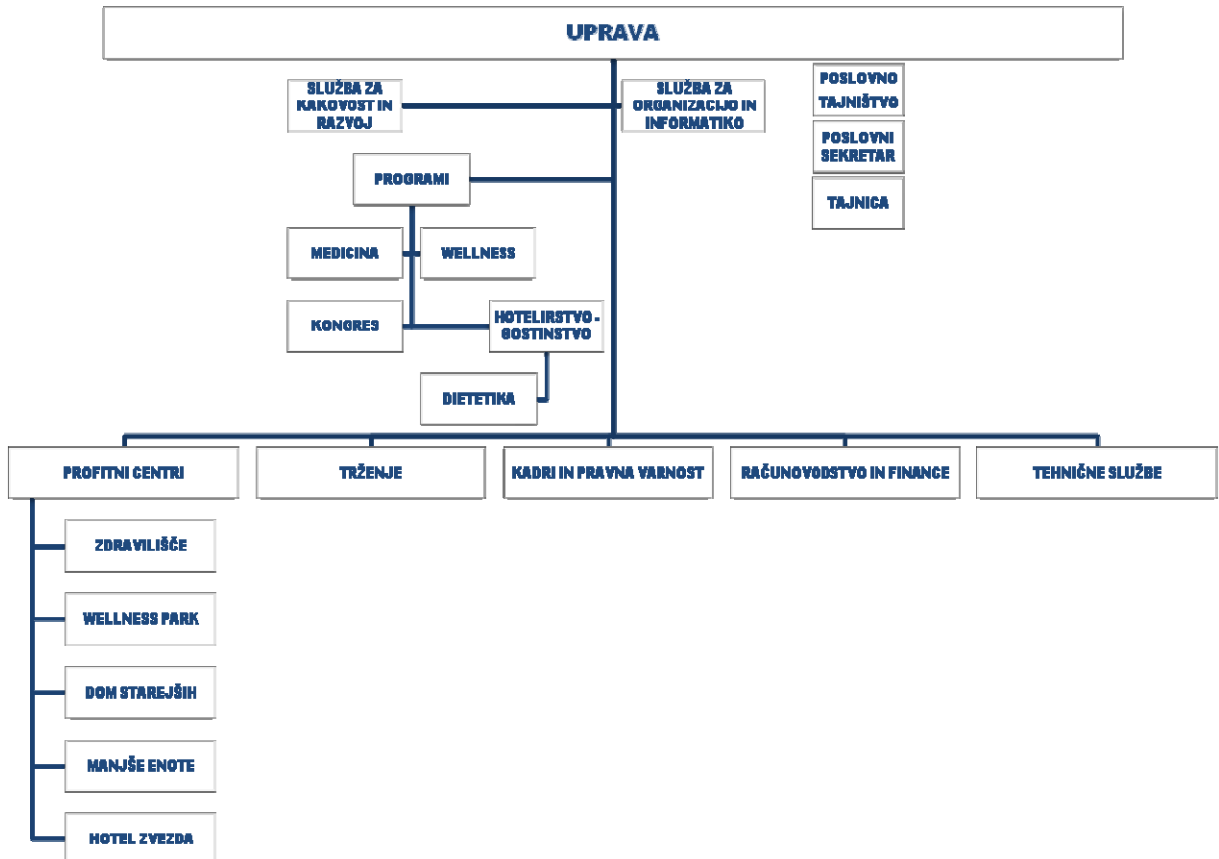 UPRAVA
SLUŽBA ZA
KAKOVOST IN
RAZVOJ
SLUŽBA ZA
ORGANIZACIJO IN
INFORMATIKO
POSLOVNO
TAJNIŠTVO
POSLOVNI
SEKRETAR
TAJNICA
PROGRAMI
MEDICINA
WELLNESS
KONGRES
HOTELIRSTVO -
GOSTINSTVO
DIETETIKA
PROFITNI CENTRI
TRŽENJE
KADRI IN PRAVNA VARNOST
RAČUNOVODSTVO IN FINANCE
TEHNIČNE SLUŽBE
ZDRAVILIŠČE
WELLNESS PARK
DOM STAREJŠIH
MANJŠE ENOTE
HOTEL ZVEZDA